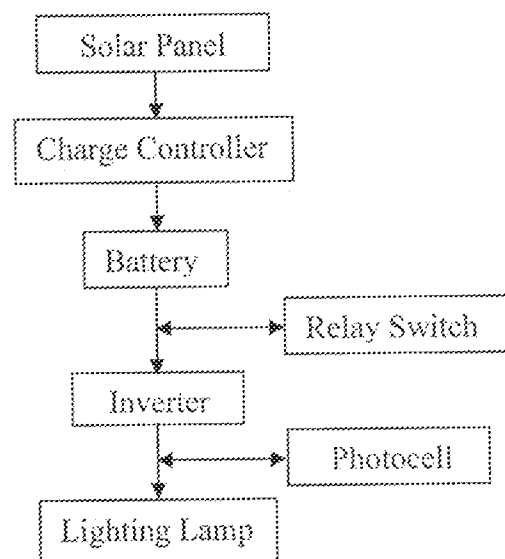 Solar Panel
Charge Controller
Battery
Relay Switch
Inverter
Photocell
Lighting Lamp